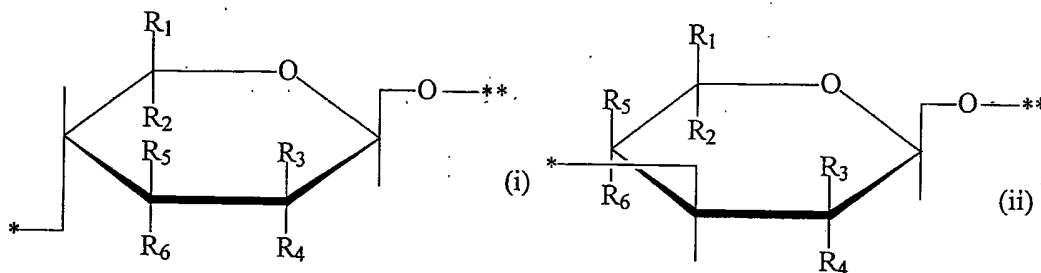 R1
R1
O
O
O
**
O
**
R5
R2
R2
R5
R3
*
R3
(i)
*
R6
(ii)
R6
R4
R4